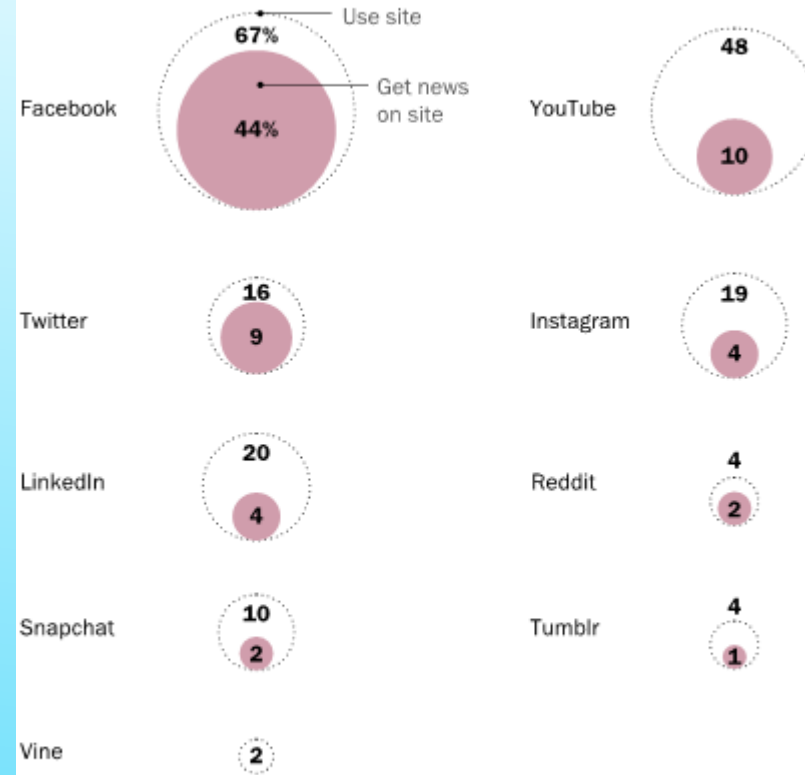 Use site
67%
48
Get news
on site
Facebook
44%
YouTube
10
16
19
Twitter
9
Instagram
4
20
4
LinkedIn
4
Reddit
2
10
4
Snapchat
2
Tumblr
1
Vine
2